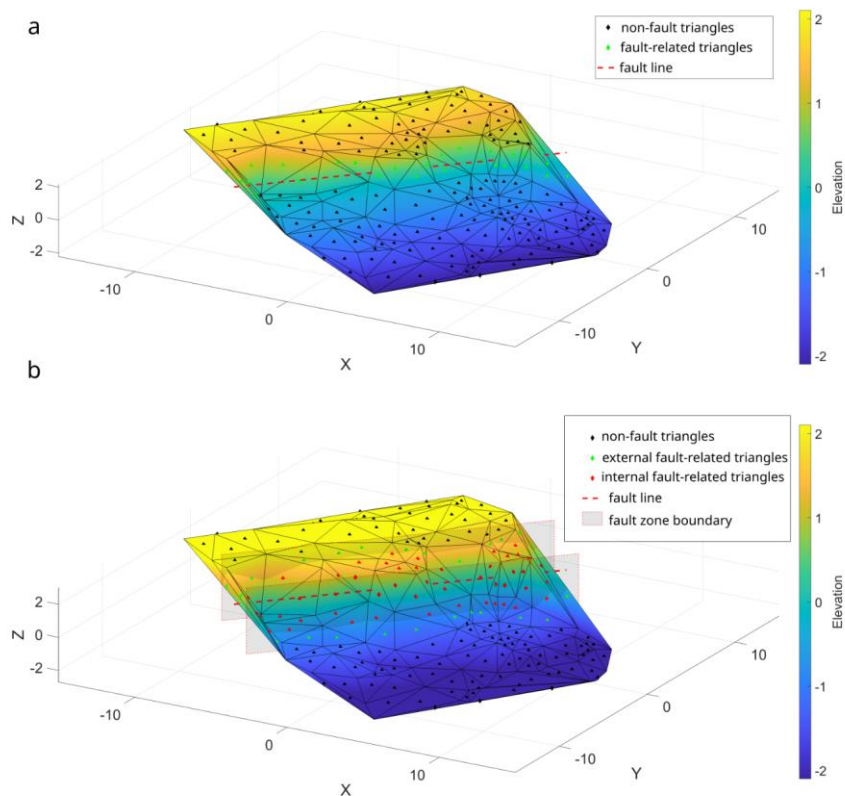 a
non-fault triangles
fault-related triangles
fault line
2
1
0
-1
-2
Elevation
2
0
-2
Z
-10
0
10
X
-10
0
10
Y
b
non-fault triangles
external fault-related triangles
internal fault-related triangles
fault line
fault zone boundary
2
1
0
-1
-2
Elevation
2
0
-2
Z
-10
0
10
X
-10
0
10
Y